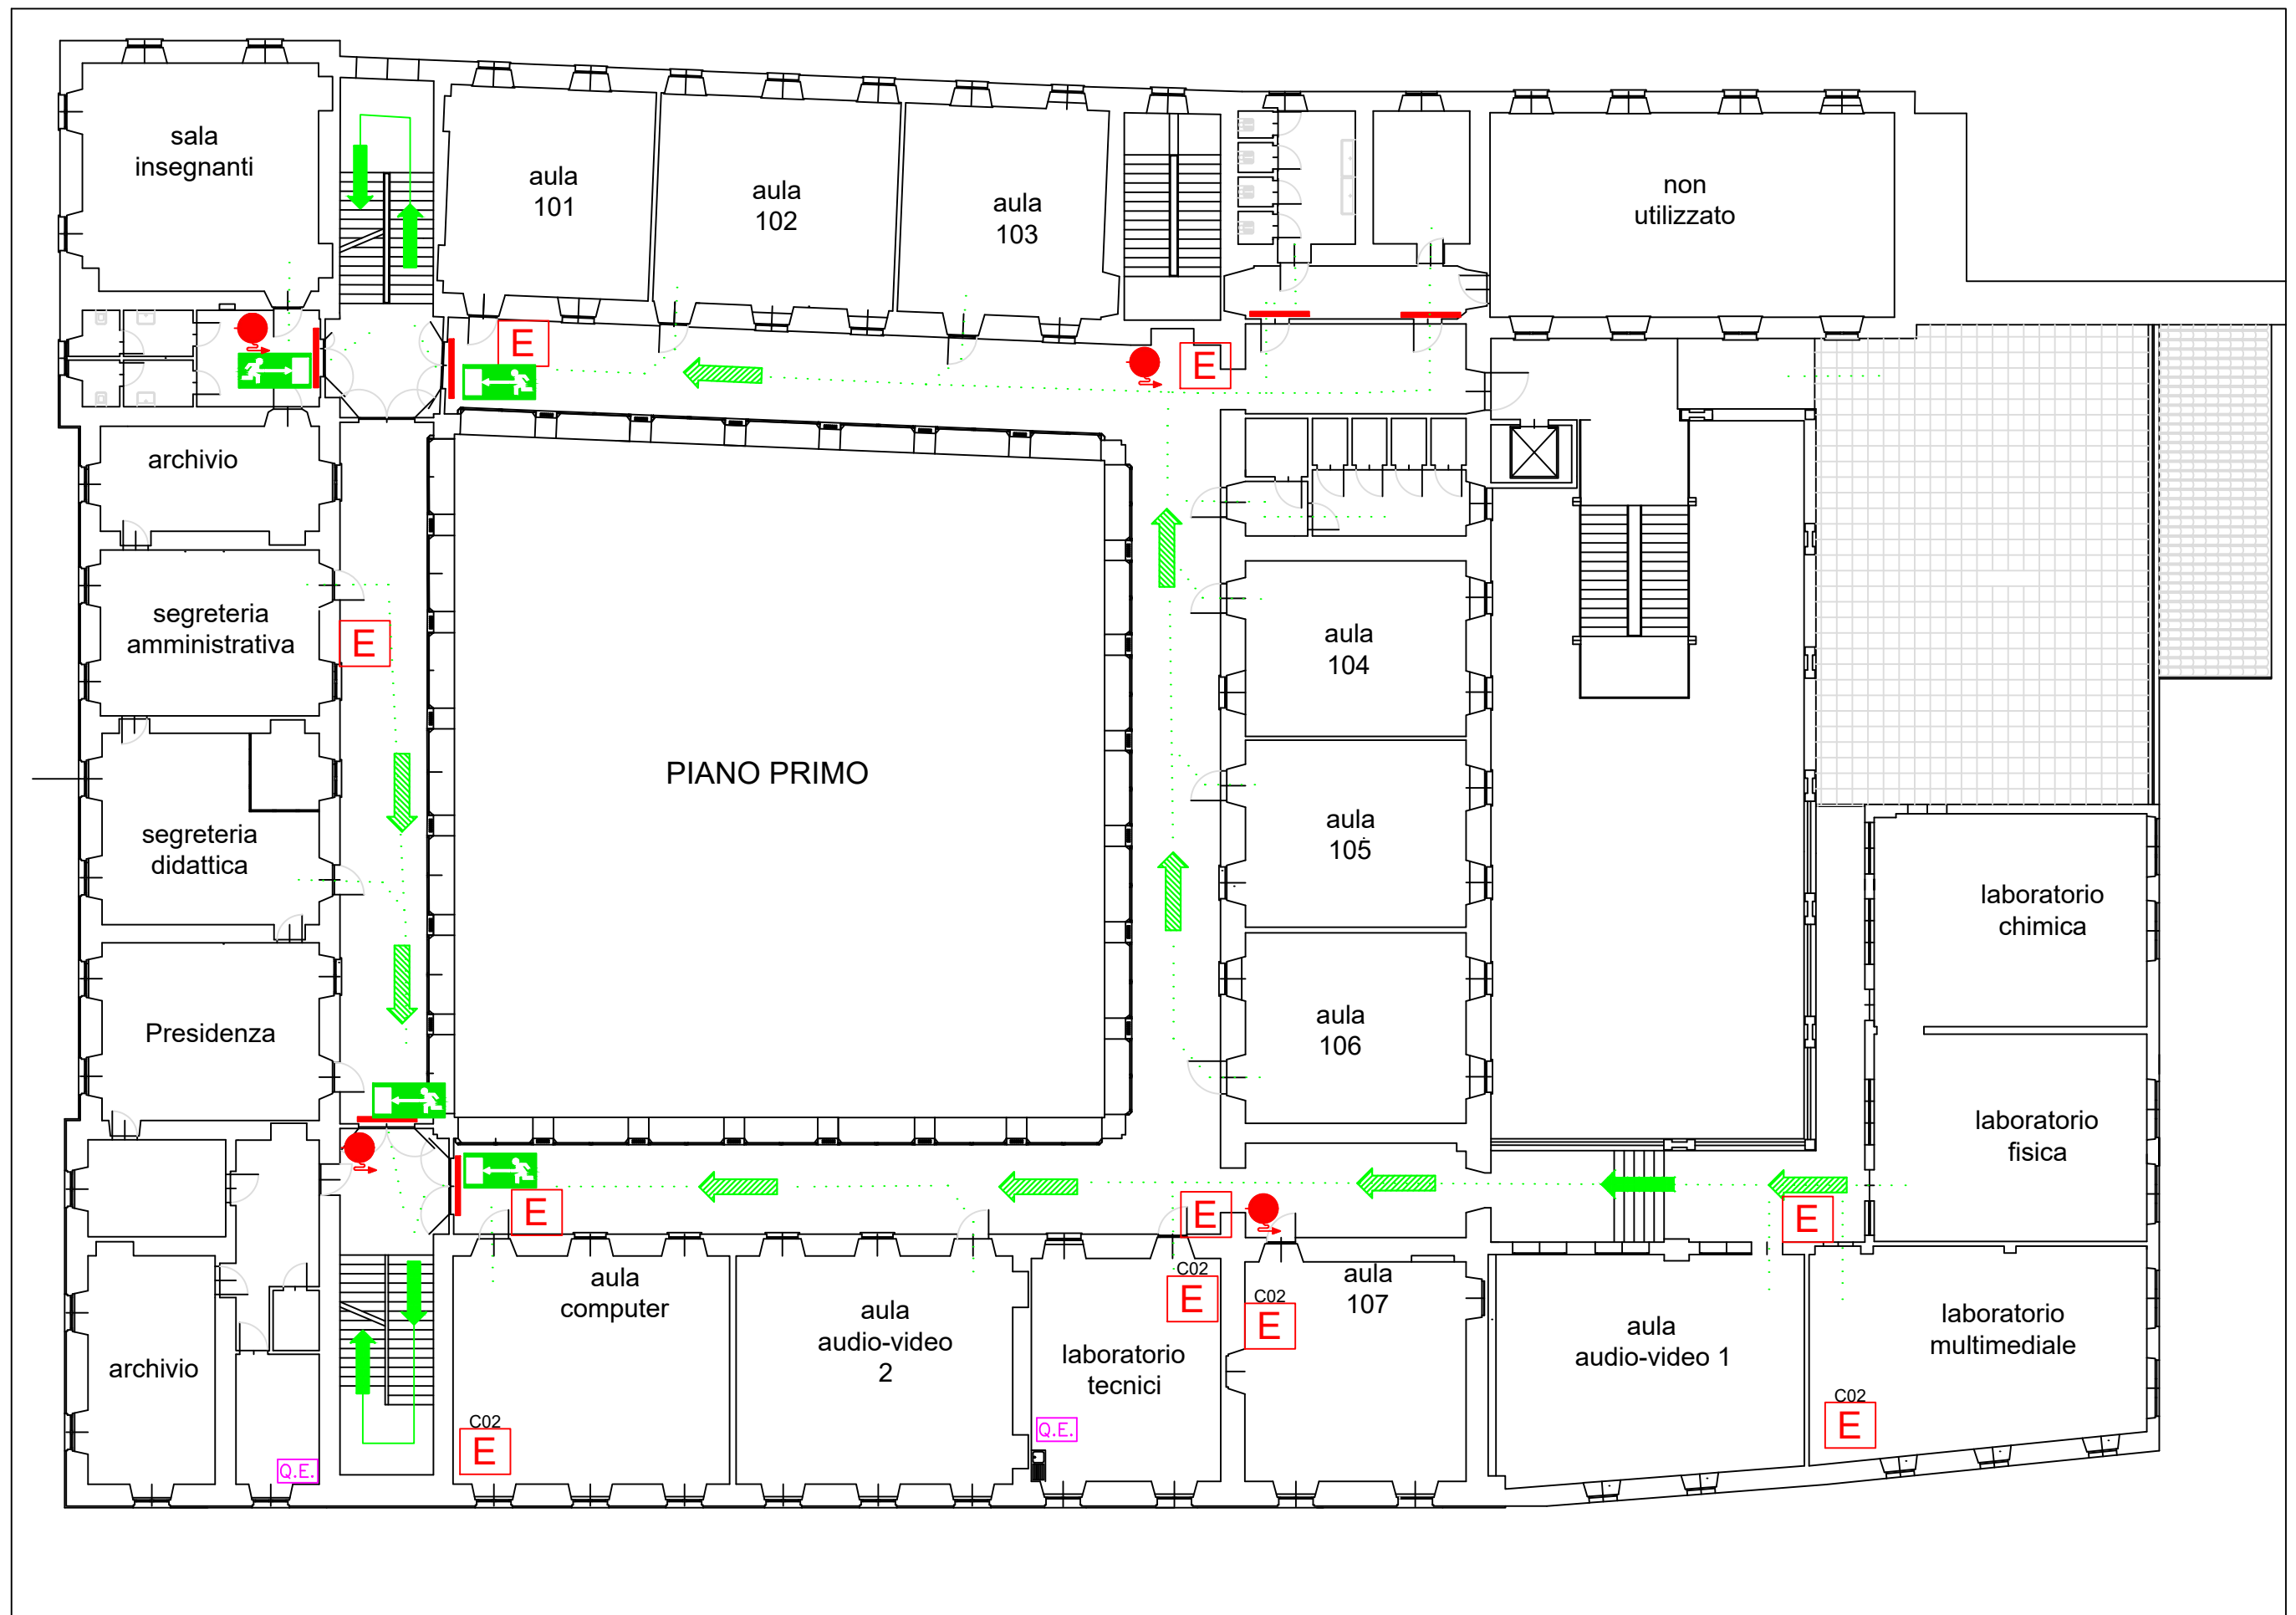 sala
insegnanti
aula
101
aula
102
aula
103
non
utilizzato
E
E
archivio
segreteria
amministrativa
E
aula
104
PIANO PRIMO
segreteria
didattica
aula
105
laboratorio
chimica
Presidenza
aula
106
laboratorio
fisica
E
E
E
aula
computer
C02
E
aula
audio-video
2
laboratorio
tecnici
C02
E
Q.E.
C02
E
aula
107
aula
audio-video 1
laboratorio
multimediale
C02
E
archivio
Q.E.